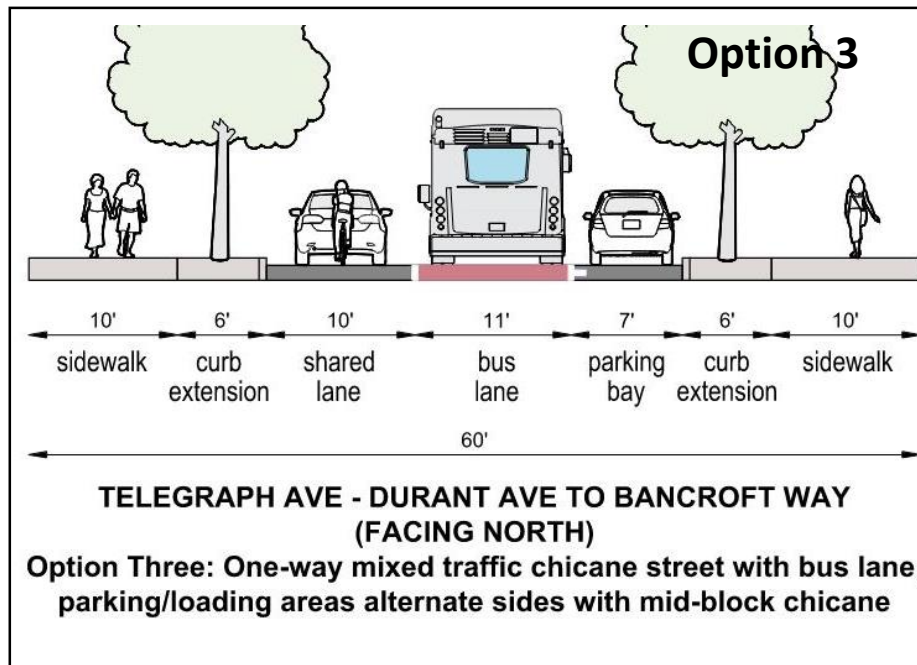 Option 3
10' 6' 10' 11' 7' 6' 10'
sidewalk curb extension shared lane bus lane parking bay curb extension sidewalk
60'
TELEGRAPH AVE - DURANT AVE TO BANCROFT WAY
(FACING NORTH)
Option Three: One-way mixed traffic chicane street with bus lane
parking/loading areas alternate sides with mid-block chicane